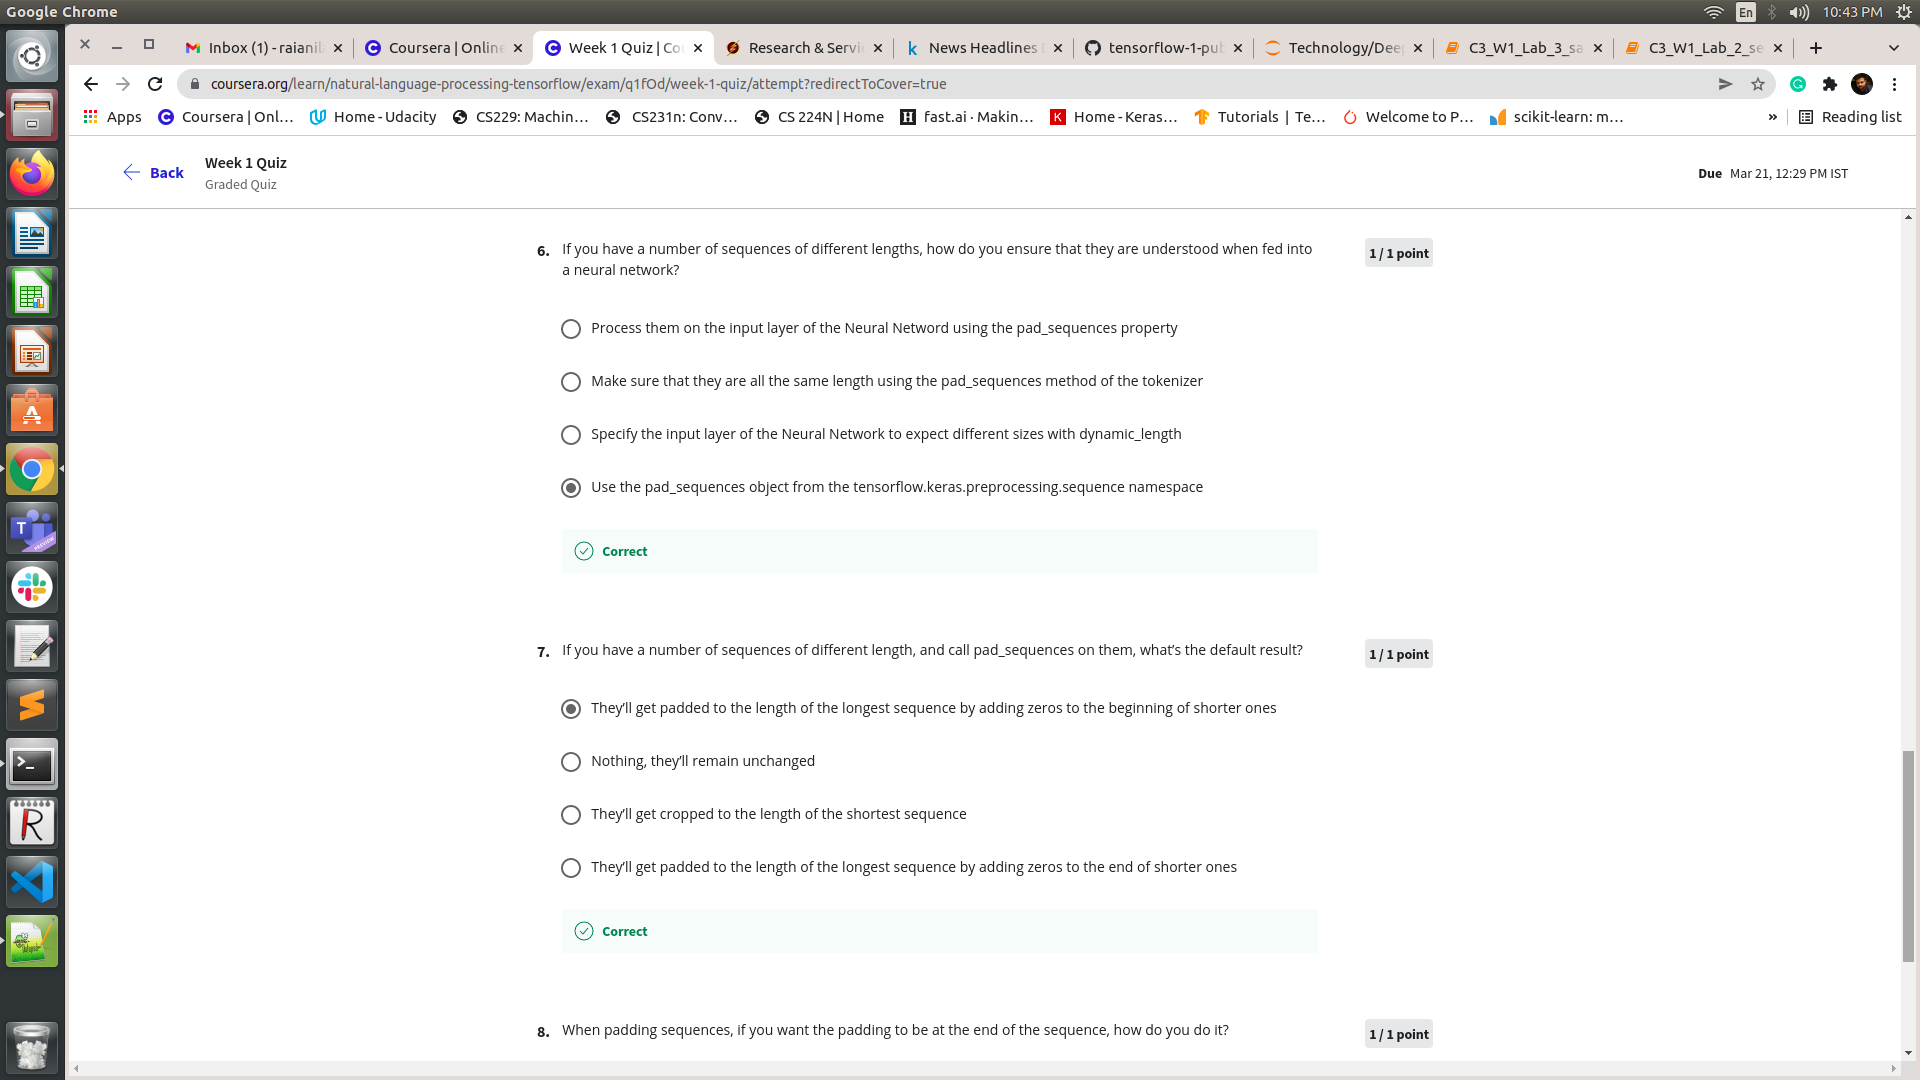 Google Chrome
En
10:43 PM
Inbox (1) - raianil
Coursera | Online
Week 1 Quiz | Co
Research & Servi
News Headlines
tensorflow-1-pub
Technology/Deep
C3_W1_Lab_3_sa
C3_W1_Lab_2_se
coursera.org/learn/natural-language-processing-tensorflow/exam/q1fOd/week-1-quiz/attempt?redirectToCover=true
Apps
Coursera | Onl...
Home - Udacity
CS229: Machin...
CS231n: Conv...
CS 224N | Home
fast.ai · Makin...
Home - Keras...
Tutorials | Te...
Welcome to P...
scikit-learn: m...
»
Reading list
Back
Week 1 Quiz
Graded Quiz
Due Mar 21, 12:29 PM IST
6. If you have a number of sequences of different lengths, how do you ensure that they are understood when fed into
a neural network?
1 / 1 point
Process them on the input layer of the Neural Netword using the pad_sequences property
Make sure that they are all the same length using the pad_sequences method of the tokenizer
Specify the input layer of the Neural Network to expect different sizes with dynamic_length
Use the pad_sequences object from the tensorflow.keras.preprocessing.sequence namespace
Correct
7. If you have a number of sequences of different length, and call pad_sequences on them, what's the default result?
1 / 1 point
They'll get padded to the length of the longest sequence by adding zeros to the beginning of shorter ones
Nothing, they'll remain unchanged
They'll get cropped to the length of the shortest sequence
They'll get padded to the length of the longest sequence by adding zeros to the end of shorter ones
Correct
8. When padding sequences, if you want the padding to be at the end of the sequence, how do you do it?
1 / 1 point